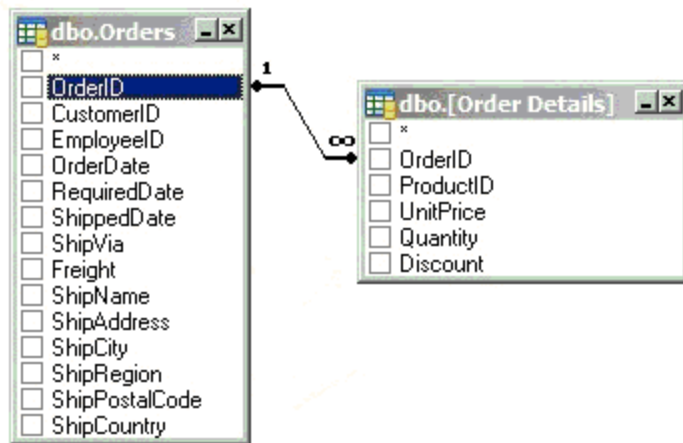 dbo.Orders
*
OrderID
CustomerID
EmployeeID
OrderDate
RequiredDate
ShippedDate
ShipVia
Freight
ShipName
ShipAddress
ShipCity
ShipRegion
ShipPostalCode
ShipCountry
1
∞
dbo.[Order Details]
*
OrderID
ProductID
UnitPrice
Quantity
Discount